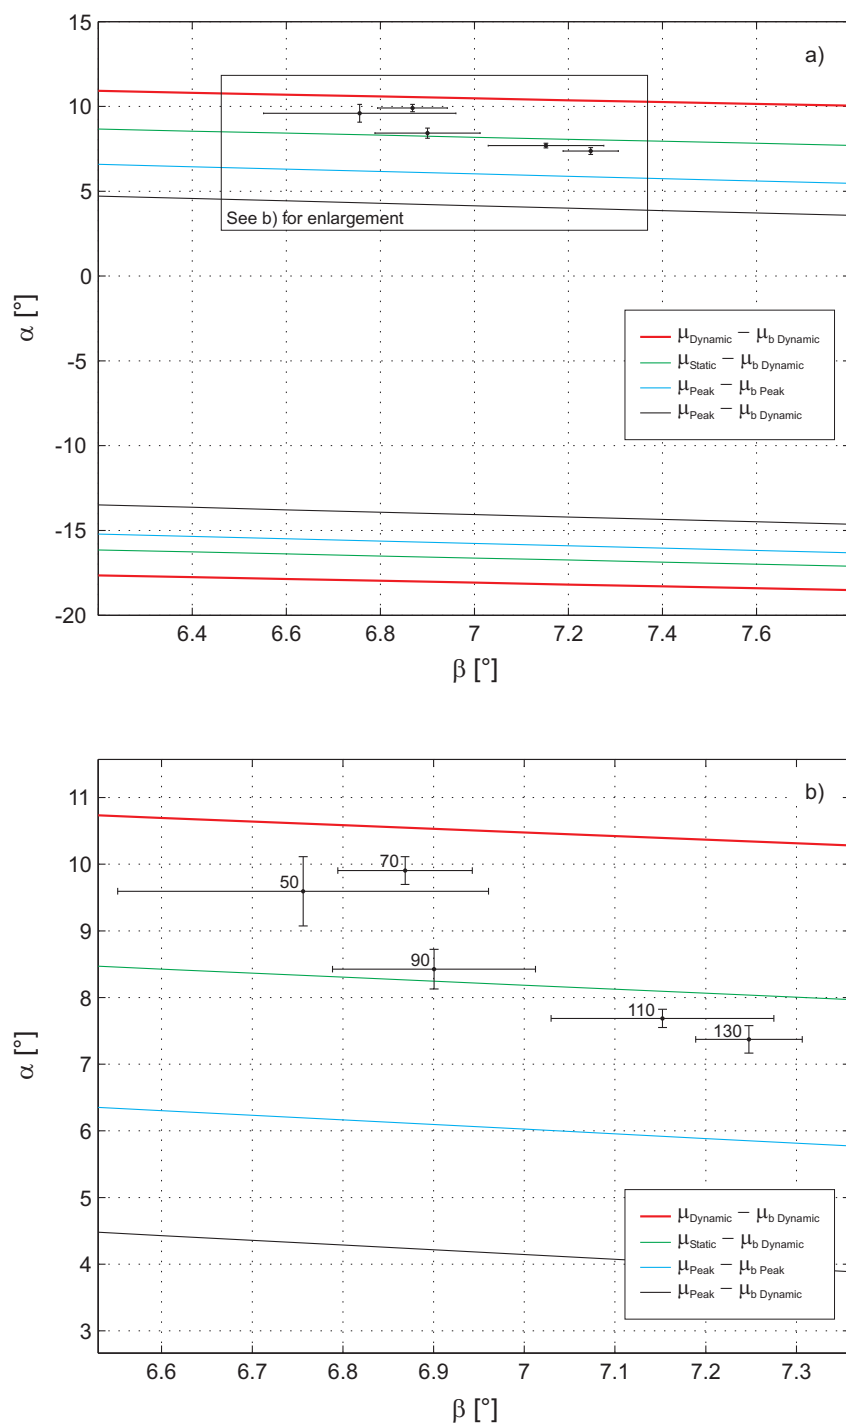 15
a)
10
5
See b) for enlargement
0
α [°]
-5
-10
-15
-20
μDynamic – μb Dynamic
μStatic – μb Dynamic
μPeak – μb Peak
μPeak – μb Dynamic
6.4 6.6 6.8 7 7.2 7.4 7.6
β [°]
b)
11
10
9
8
7
6
5
4
3
α [°]
70
50
90
110
130
μDynamic – μb Dynamic
μStatic – μb Dynamic
μPeak – μb Peak
μPeak – μb Dynamic
6.6 6.7 6.8 6.9 7 7.1 7.2 7.3
β [°]